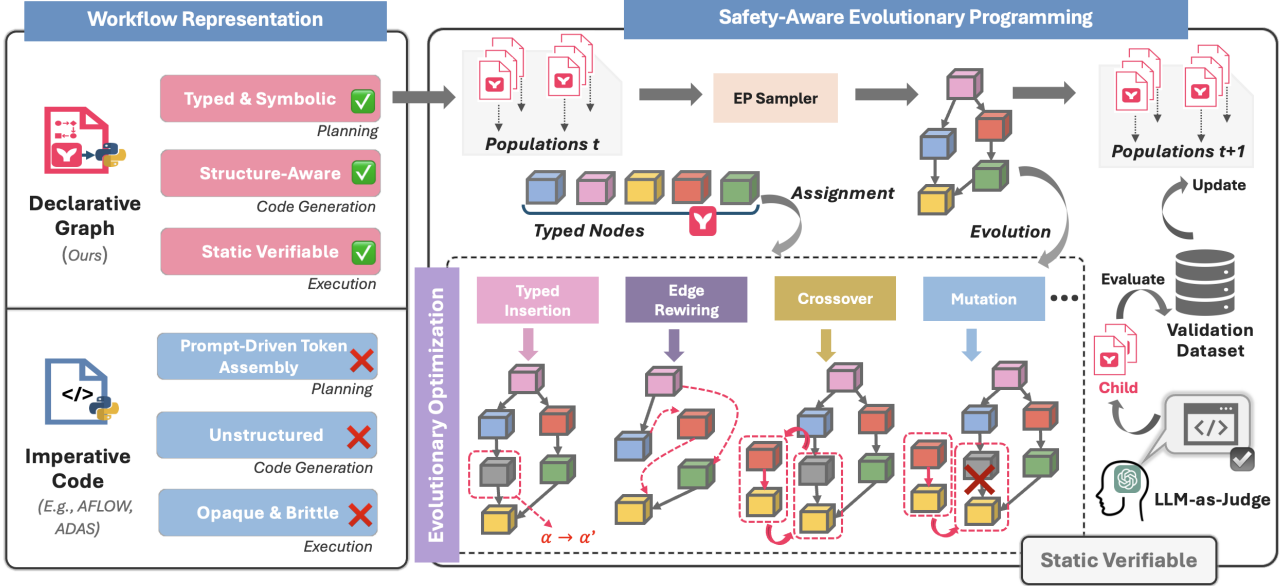 Workflow Representation
Typed & Symbolic
Planning
Structure-Aware
Code Generation
Static Verifiable
Execution
Declarative
Graph
(Ours)
Prompt-Driven Token
Assembly
Planning
Unstructured
Code Generation
Opaque & Brittle
Execution
</>
Imperative
Code
(E.g., AFLOW,
ADAS)
Safety-Aware Evolutionary Programming
Populations t
EP Sampler
Populations t+1
Typed Nodes
Assignment
Evolution
Update
Evaluate
Validation
Dataset
Child
</>
LLM-as-Judge
Evolutionary Optimization
Typed
Insertion
Edge
Rewiring
Crossover
Mutation
α → α'
Static Verifiable